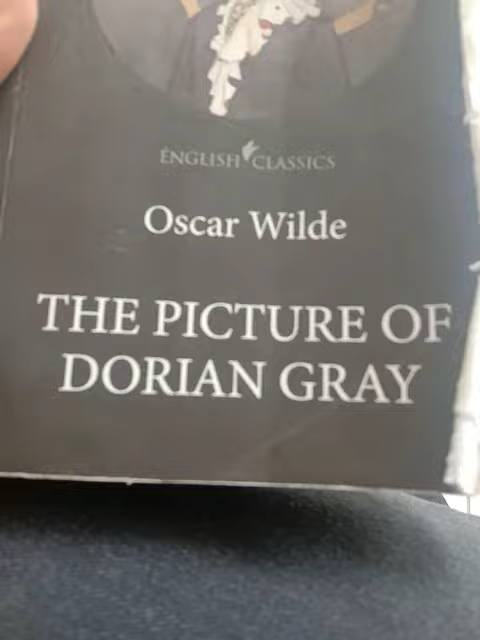 ENGLISH CLASSICS
Oscar Wilde
THE PICTURE OF
DORIAN GRAY